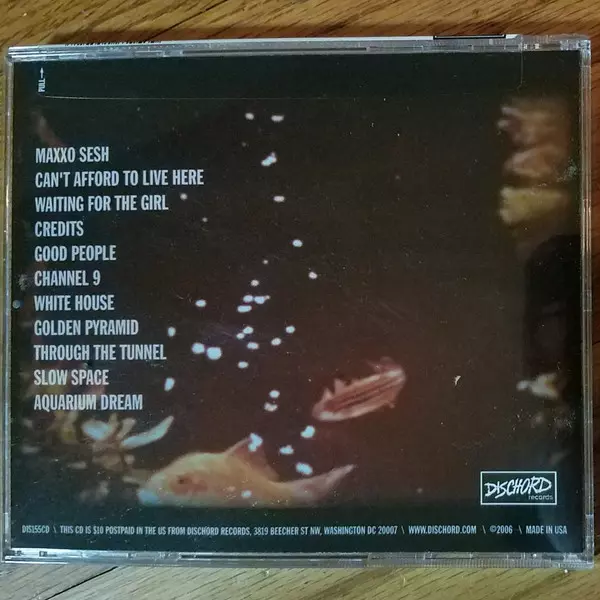 PULL→
MAXXO SESH
CAN'T AFFORD TO LIVE HERE
WAITING FOR THE GIRL
CREDITS
GOOD PEOPLE
CHANNEL 9
WHITE HOUSE
GOLDEN PYRAMID
THROUGH THE TUNNEL
SLOW SPACE
AQUARIUM DREAM
DISCHORD
records
DIS155CD \ THIS CD IS $10 POSTPAID IN THE US FROM DISCHORD RECORDS, 3819 BEECHER ST NW, WASHINGTON DC 20007 \ WWW.DISCHORD.COM \ ©2006 \ MADE IN USA